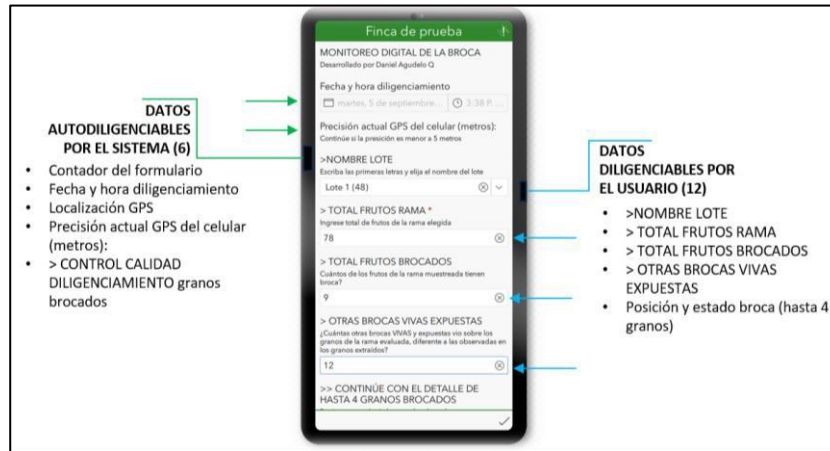 DATOS
AUTODILIGENCIABLES
POR EL SISTEMA (6)
• Contador del formulario
• Fecha y hora diligenciamiento
• Localización GPS
• Precisión actual GPS del celular
(metros):
• > CONTROL CALIDAD
DILIGENCIAMIENTO granos
brocados
Finca de prueba
MONITOREO DIGITAL DE LA BROCA
Desarrollado por Daniel Agudelo Q
Fecha y hora diligenciamiento
martes, 5 de septiembre... 3:38 P. ...
Precisión actual GPS del celular (metros):
Continúe si la presición es menor a 5 metros
>NOMBRE LOTE
Escriba las primeras letras y elija el nombre del lote
Lote 1 (48)
> TOTAL FRUTOS RAMA *
Ingrese total de frutos de la rama elegida
78
> TOTAL FRUTOS BROCADOS
Cuántos de los frutos de la rama muestreada tienen
broca?
9
> OTRAS BROCAS VIVAS EXPUESTAS
¿Cuántas otras brocas VIVAS y expuestas vio sobre los
granos de la rama evaluada, diferente a las observadas en
los granos extraídos?
12
>> CONTINÚE CON EL DETALLE DE
HASTA 4 GRANOS BROCADOS
DATOS
DILIGENCIABLES POR
EL USUARIO (12)
• >NOMBRE LOTE
• > TOTAL FRUTOS RAMA
• > TOTAL FRUTOS BROCADOS
• > OTRAS BROCAS VIVAS
EXPUESTAS
• Posición y estado broca (hasta 4
granos)